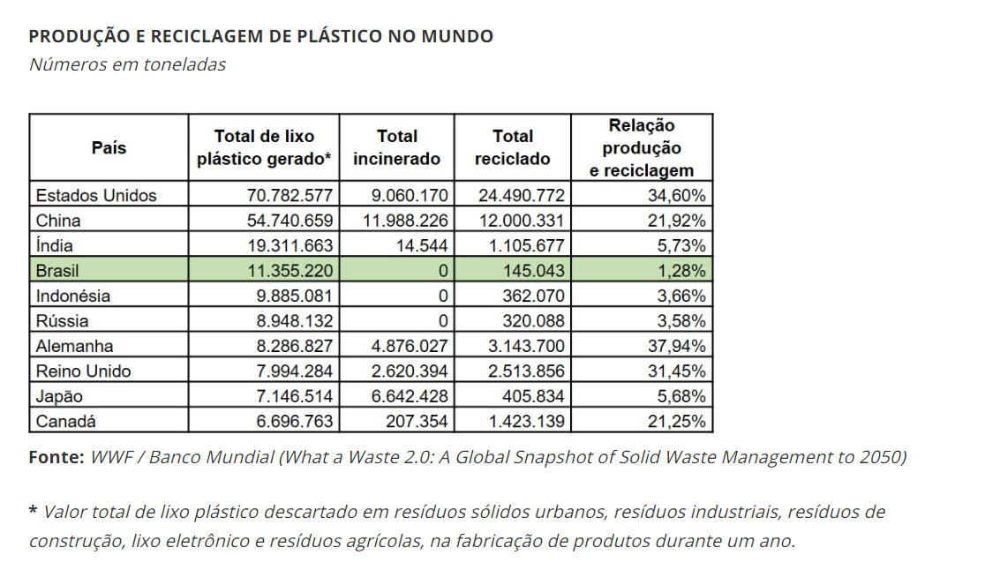 PRODUÇÃO E RECICLAGEM DE PLÁSTICO NO MUNDO
Números em toneladas
País | Total de lixo plástico gerado* | Total incinerado | Total reciclado | Relação produção e reciclagem
Estados Unidos | 70.782.577 | 9.060.170 | 24.490.772 | 34,60%
China | 54.740.659 | 11.988.226 | 12.000.331 | 21,92%
Índia | 19.311.663 | 14.544 | 1.105.677 | 5,73%
Brasil | 11.355.220 | 0 | 145.043 | 1,28%
Indonésia | 9.885.081 | 0 | 362.070 | 3,66%
Rússia | 8.948.132 | 0 | 320.088 | 3,58%
Alemanha | 8.286.827 | 4.876.027 | 3.143.700 | 37,94%
Reino Unido | 7.994.284 | 2.620.394 | 2.513.856 | 31,45%
Japão | 7.146.514 | 6.642.428 | 405.834 | 5,68%
Canadá | 6.696.763 | 207.354 | 1.423.139 | 21,25%
Fonte: WWF / Banco Mundial (What a Waste 2.0: A Global Snapshot of Solid Waste Management to 2050)
* Valor total de lixo plástico descartado em resíduos sólidos urbanos, resíduos industriais, resíduos de
construção, lixo eletrônico e resíduos agrícolas, na fabricação de produtos durante um ano.